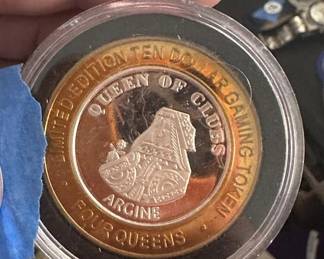 LIMITED EDITION TEN DOLLAR GAMING TOKEN
QUEEN OF CLUBS
ARGINE
FOUR QUEENS